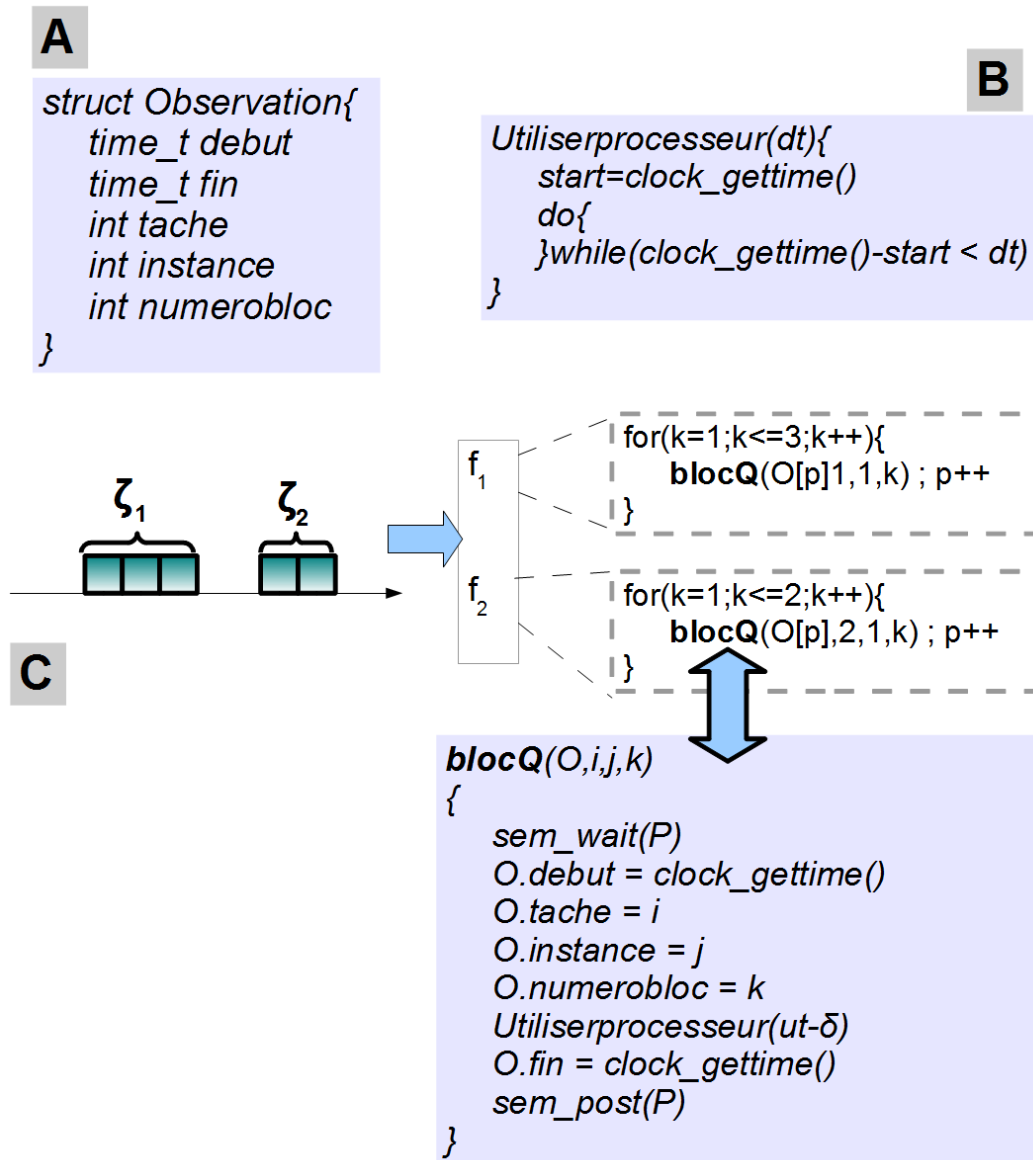 A
struct Observation{
time_t debut
time_t fin
int tache
int instance
int numerobloc
}
B
Utiliserprocesseur(dt){
start=clock_gettime()
do{
}while(clock_gettime()-start < dt)
}
ζ1
ζ2
f1
f2
for(k=1;k<=3;k++){
blocQ(O[p]1,1,k) ; p++
}
for(k=1;k<=2;k++){
blocQ(O[p],2,1,k) ; p++
}
C
blocQ(O,i,j,k)
{
sem_wait(P)
O.debut = clock_gettime()
O.tache = i
O.instance = j
O.numerobloc = k
Utiliserprocesseur(ut-δ)
O.fin = clock_gettime()
sem_post(P)
}